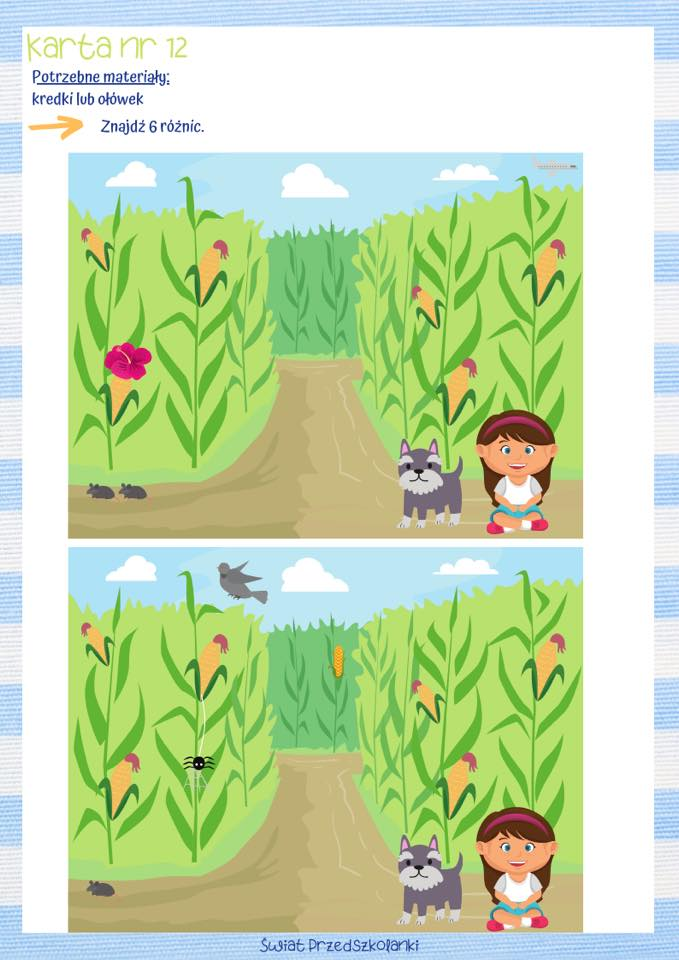 Karta nr 12
Potrzebne materiały:
kredki lub ołówek
Znajdź 6 różnic.
Świat Przedszkolanki